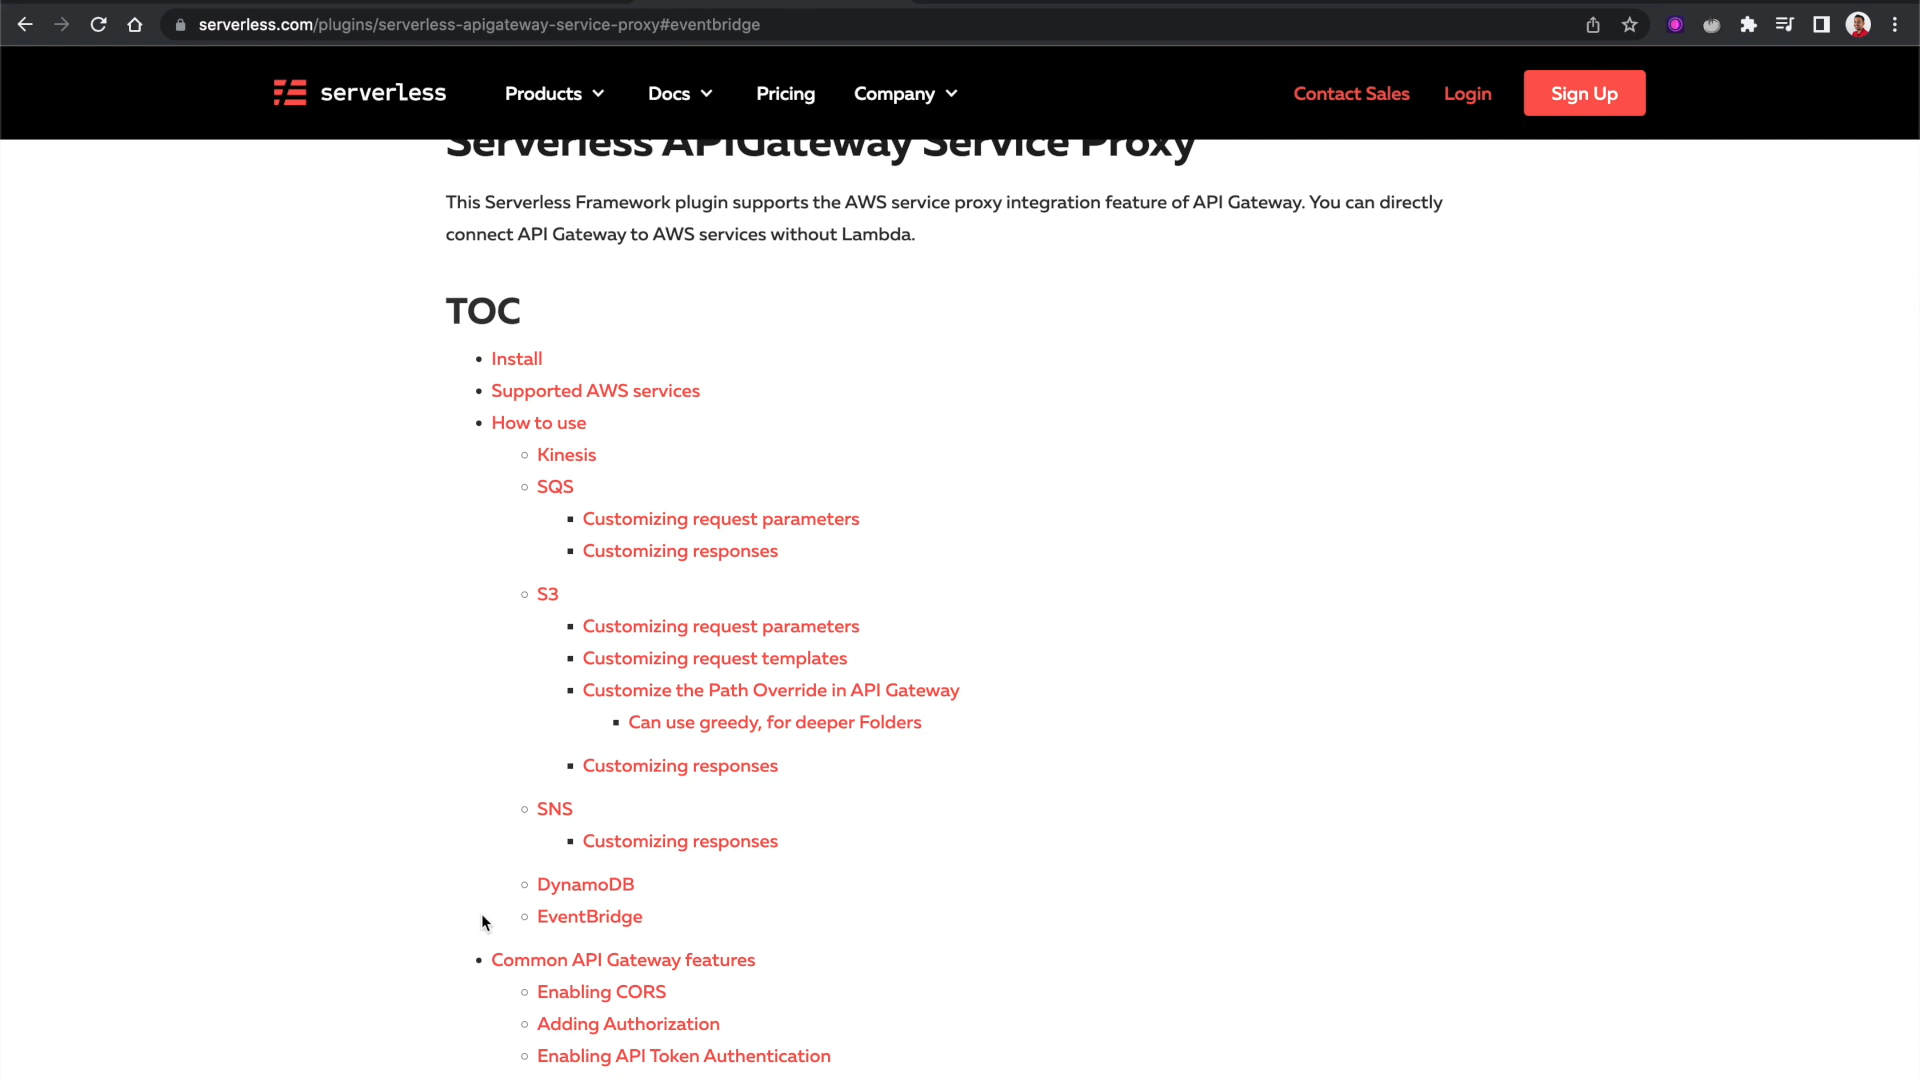 serverless.com/plugins/serverless-apigateway-service-proxy#eventbridge
serverless Products Docs Pricing Company Contact Sales Login Sign Up
Serverless APIGateway Service Proxy
This Serverless Framework plugin supports the AWS service proxy integration feature of API Gateway. You can directly
connect API Gateway to AWS services without Lambda.
TOC
Install
Supported AWS services
How to use
Kinesis
SQS
Customizing request parameters
Customizing responses
S3
Customizing request parameters
Customizing request templates
Customize the Path Override in API Gateway
Can use greedy, for deeper Folders
Customizing responses
SNS
Customizing responses
DynamoDB
EventBridge
Common API Gateway features
Enabling CORS
Adding Authorization
Enabling API Token Authentication